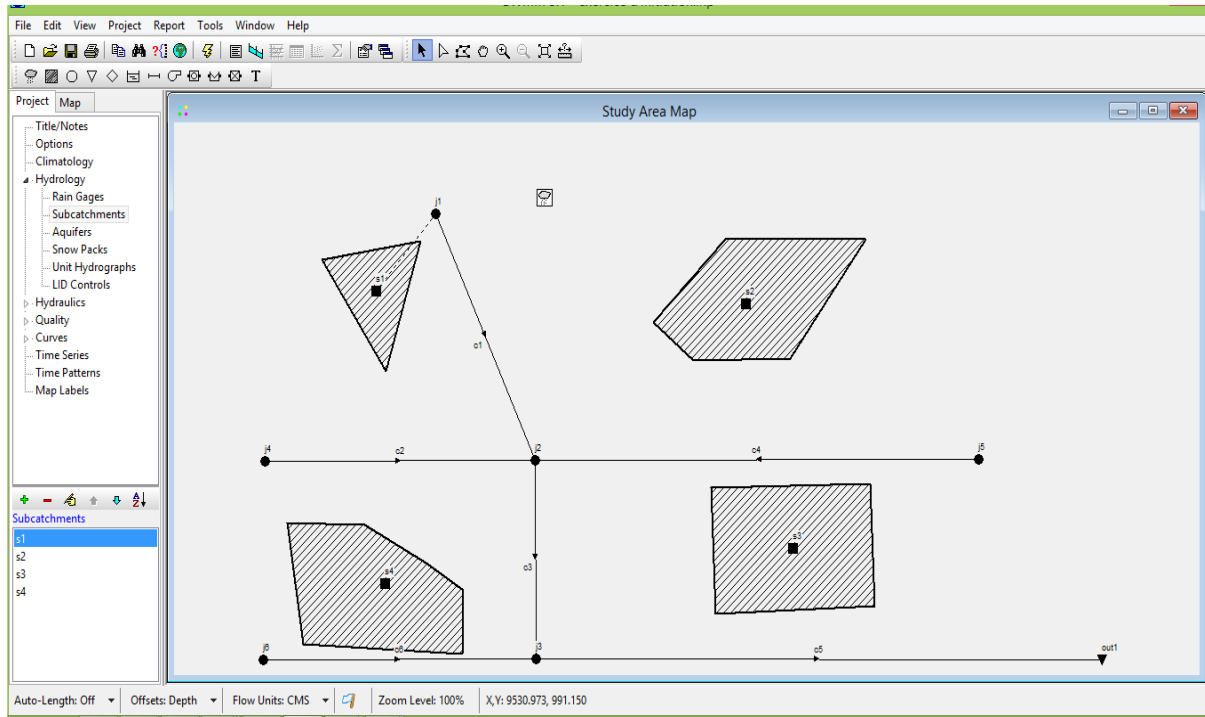 File Edit View Project Report Tools Window Help
T
Project Map
Study Area Map
Title/Notes
Options
Climatology
Hydrology
Rain Gages
Subcatchments
Aquifers
Snow Packs
Unit Hydrographs
LID Controls
Hydraulics
Quality
Curves
Time Series
Time Patterns
Map Labels
Subcatchments
s1
s2
s3
s4
j1
s1
s2
c1
j4
c2
j2
c4
j5
s3
c3
s4
j6
c6
j3
c5
out1
Auto-Length: Off Offsets: Depth Flow Units: CMS Zoom Level: 100% X,Y: 9530.973, 991.150